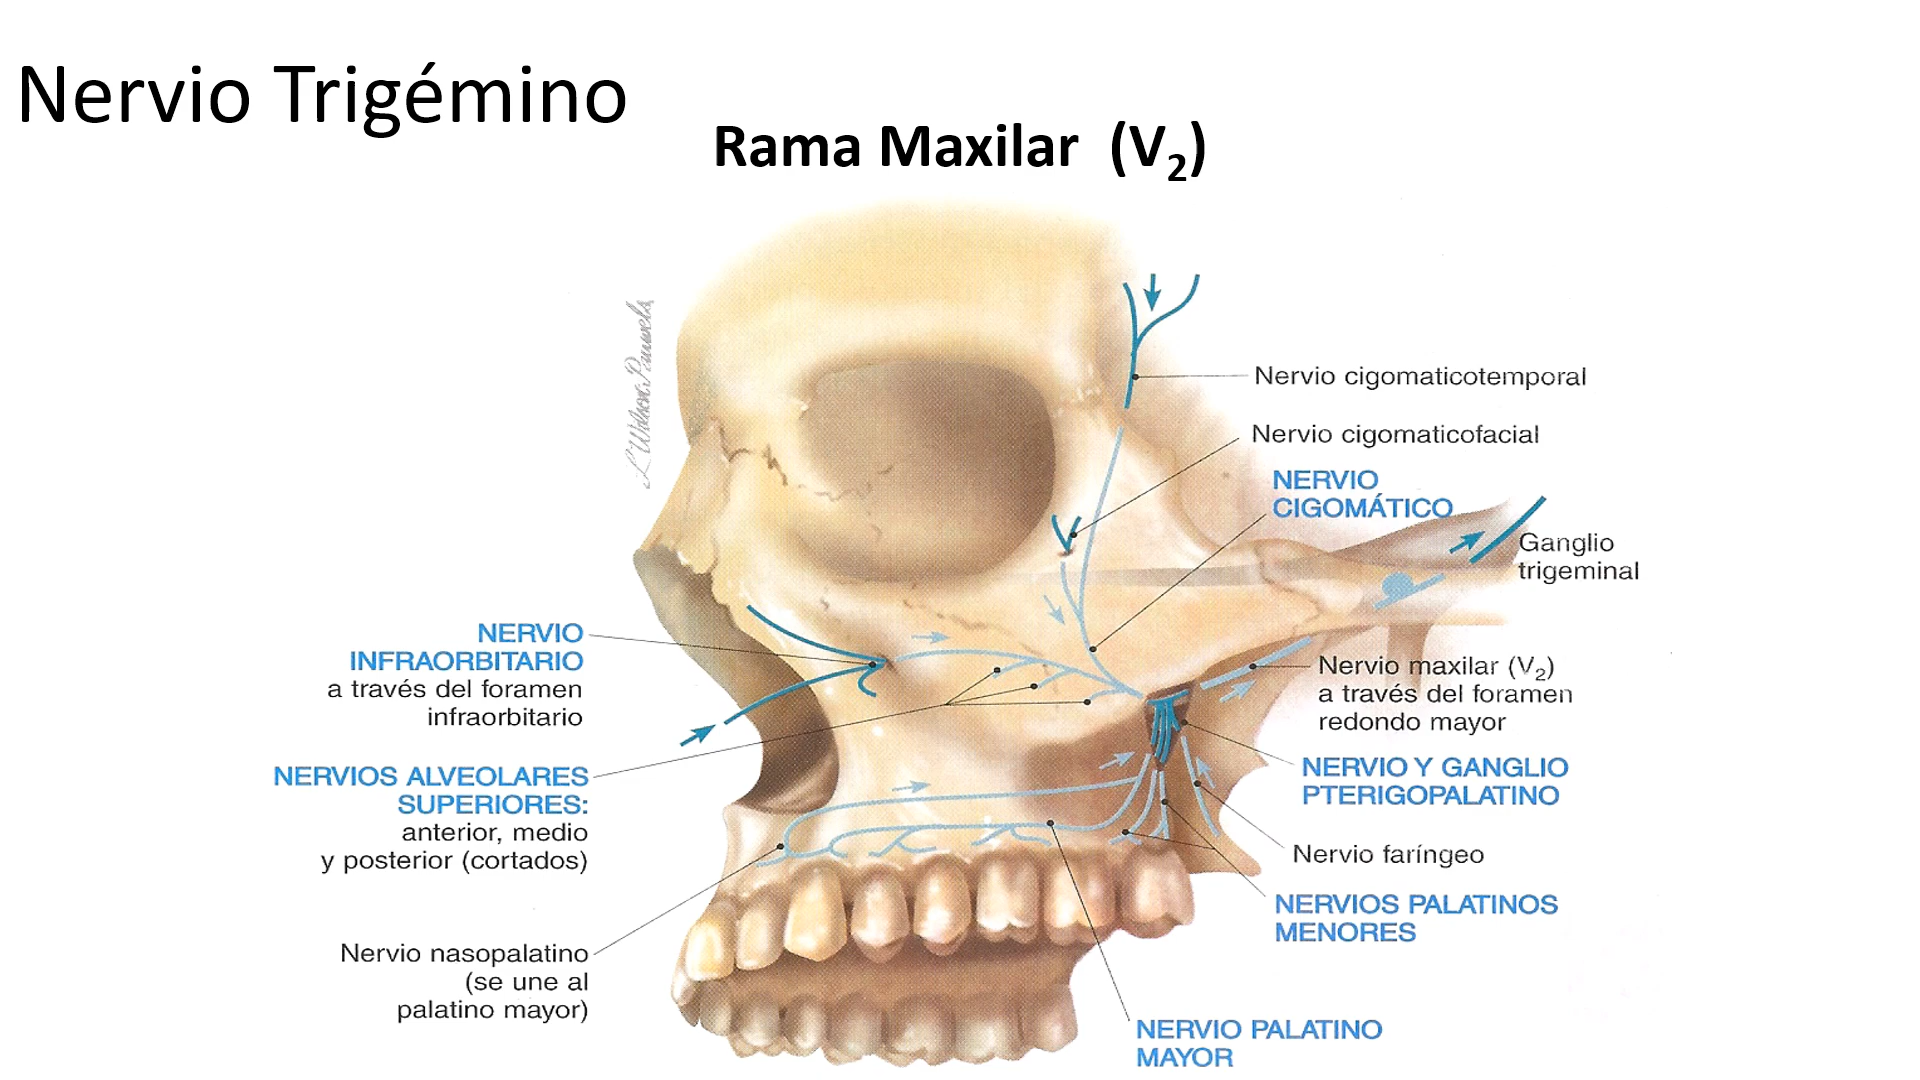 Nervio Trigémino
Rama Maxilar (V2)
L Wilson-Pauwels
Nervio cigomaticotemporal
Nervio cigomaticofacial
NERVIO
CIGOMÁTICO
Ganglio
trigeminal
NERVIO
INFRAORBITARIO
a través del foramen
infraorbitario
Nervio maxilar (V2)
a través del foramen
redondo mayor
NERVIO Y GANGLIO
PTERIGOPALATINO
NERVIOS ALVEOLARES
SUPERIORES:
anterior, medio
y posterior (cortados)
Nervio faríngeo
NERVIOS PALATINOS
MENORES
Nervio nasopalatino
(se une al
palatino mayor)
NERVIO PALATINO
MAYOR